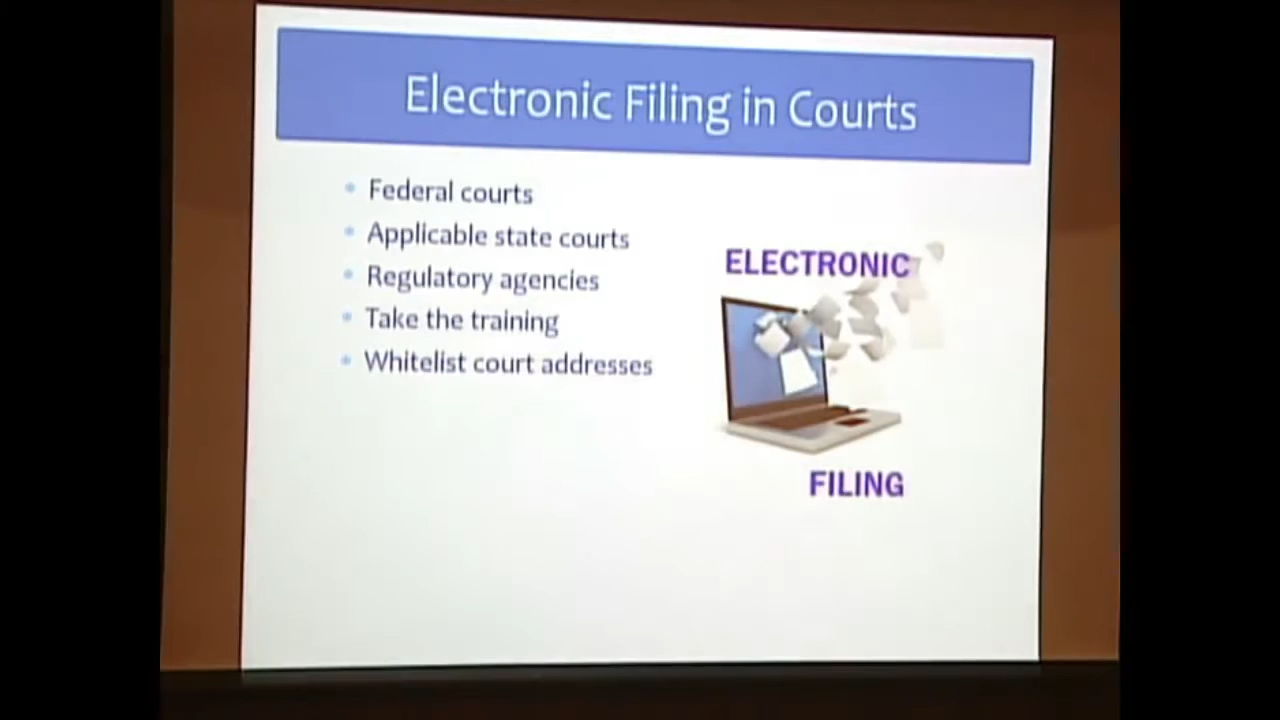 Electronic Filing in Courts
Federal courts
Applicable state courts
Regulatory agencies
Take the training
Whitelist court addresses
ELECTRONIC
FILING